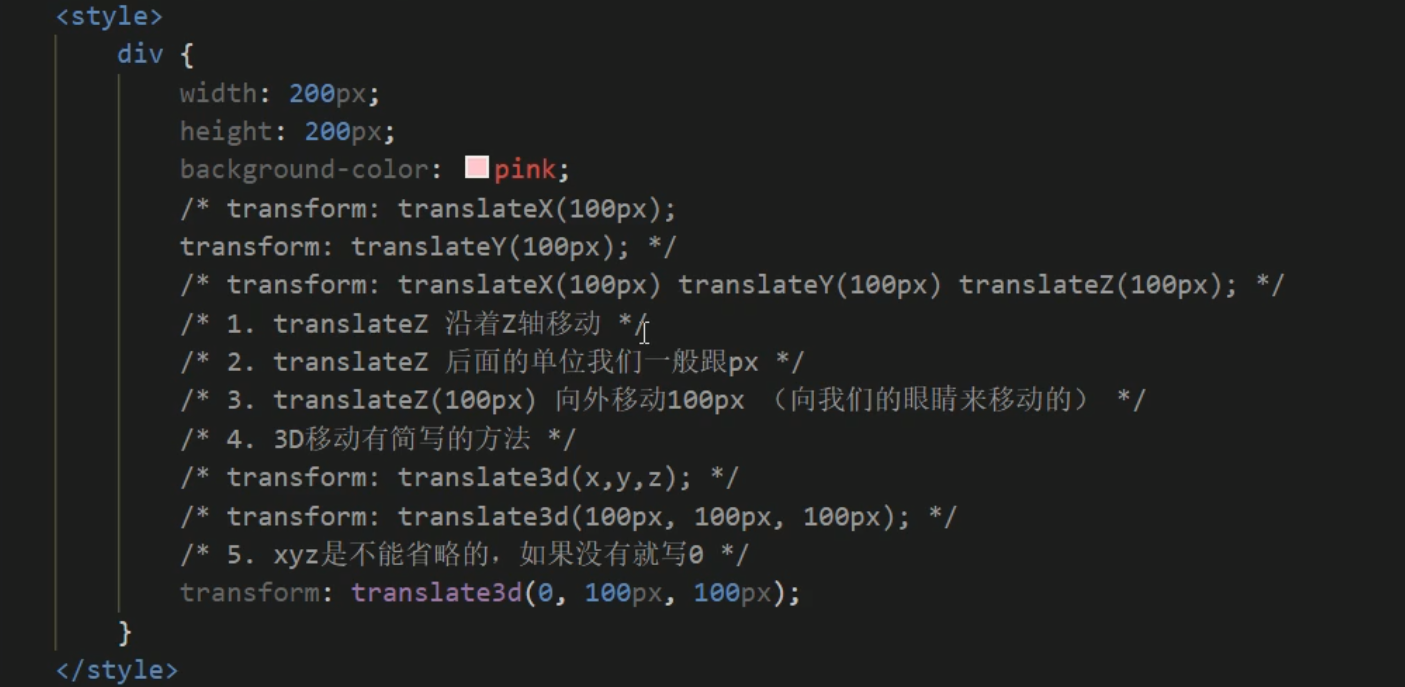 <style>
div {
width: 200px;
height: 200px;
background-color: pink;
/* transform: translateX(100px);
transform: translateY(100px); */
/* transform: translateX(100px) translateY(100px) translateZ(100px); */
/* 1. translateZ 沿着Z轴移动 */
/* 2. translateZ 后面的单位我们一般跟px */
/* 3. translateZ(100px) 向外移动100px （向我们的眼睛来移动的） */
/* 4. 3D移动有简写的方法 */
/* transform: translate3d(x,y,z); */
/* transform: translate3d(100px, 100px, 100px); */
/* 5. xyz是不能省略的，如果没有就写0 */
transform: translate3d(0, 100px, 100px);
}
</style>